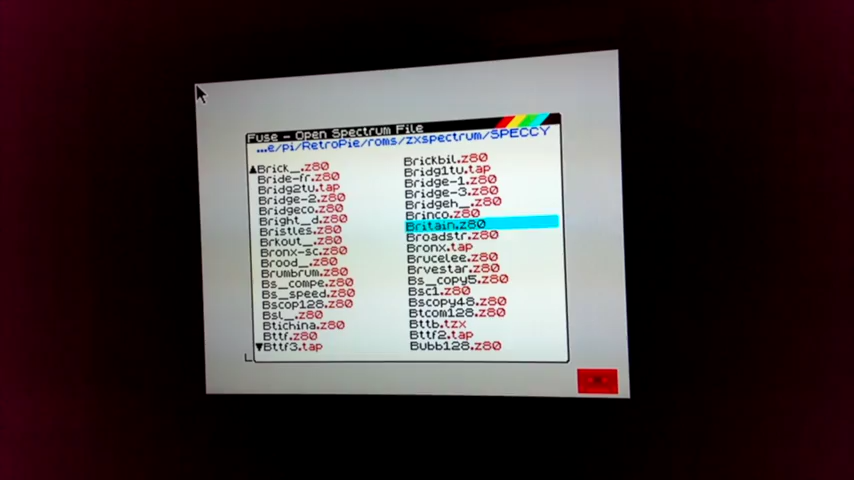 Fuse - Open Spectrum File
...e/pi/RetroPie/roms/zxspectrum/SPECCY
▲Brick_.z80 Brickbil.z80
Bride-fr.z80 Bridg1tu.tap
Bridg2tu.tap Bridge-1.z80
Bridge-2.z80 Bridge-3.z80
Bridgeco.z80 Bridgeh_.z80
Bright_d.z80 Brinco.z80
Bristles.z80 Britain.z80
Brkout_.z80 Broadstr.z80
Bronx-sc.z80 Bronx.tap
Brood_.z80 Brucelee.z80
Brumbrum.z80 Brvestar.z80
Bs_compe.z80 Bs_copy5.z80
Bs_speed.z80 Bsc1.z80
Bscop128.z80 Bscopy48.z80
Bsl_.z80 Btcom128.z80
Btichina.z80 Bttb.tzx
Bttf.z80 Bttf2.tap
▼Bttf3.tap Bubb128.z80